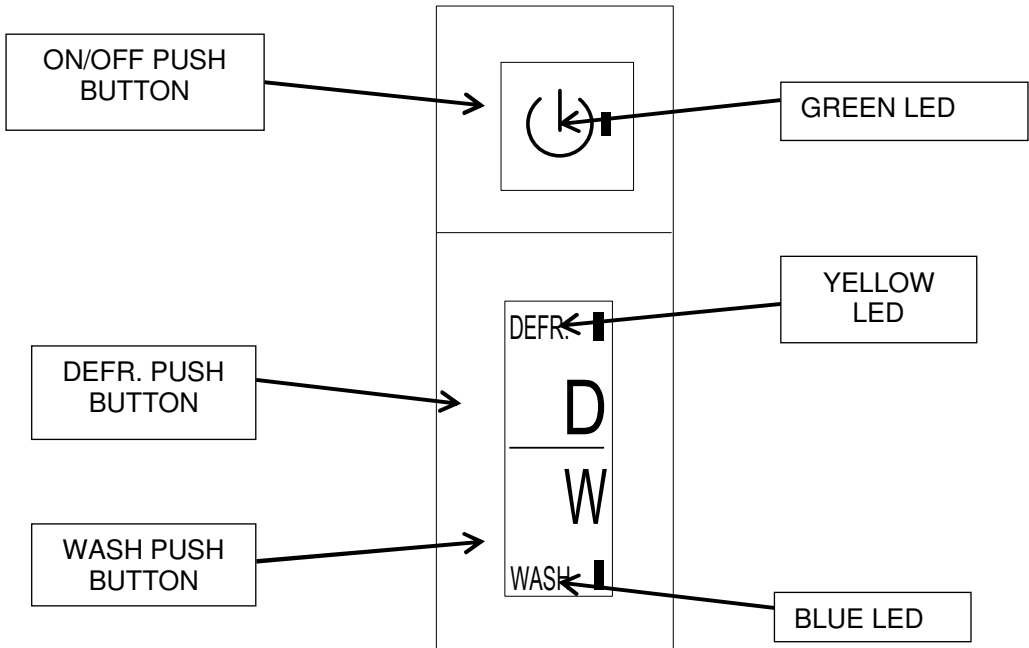 ON/OFF PUSH
BUTTON
GREEN LED
YELLOW
LED
DEFR.
DEFR. PUSH
BUTTON
D
W
WASH PUSH
BUTTON
WASH
BLUE LED